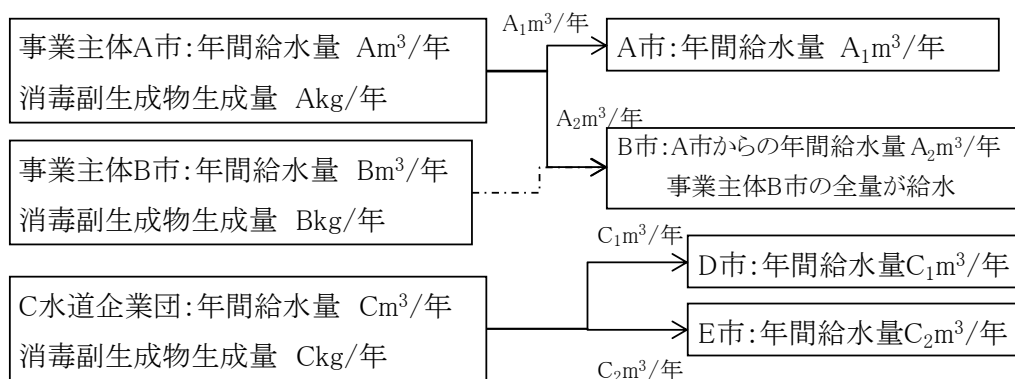 事業主体A市:年間給水量 Am³/年
消毒副生成物生成量 Akg/年
A₁m³/年
A市:年間給水量 A₁m³/年
A₂m³/年
B市:A市からの年間給水量 A₂m³/年
事業主体B市の全量が給水
事業主体B市:年間給水量 Bm³/年
消毒副生成物生成量 Bkg/年
C₁m³/年
D市:年間給水量C₁m³/年
C水道企業団:年間給水量 Cm³/年
消毒副生成物生成量 Ckg/年
E市:年間給水量C₂m³/年
C₂m³/年